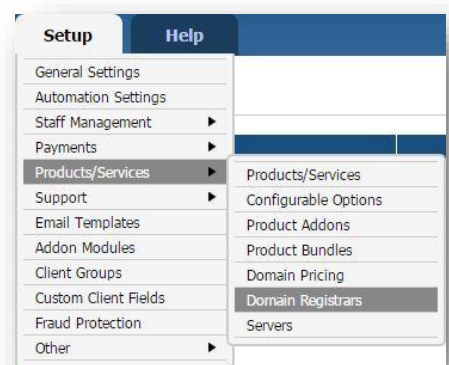 Setup
Help
General Settings
Automation Settings
Staff Management
Payments
Products/Services
Support
Email Templates
Addon Modules
Client Groups
Custom Client Fields
Fraud Protection
Other
Products/Services
Configurable Options
Product Addons
Product Bundles
Domain Pricing
Domain Registrars
Servers